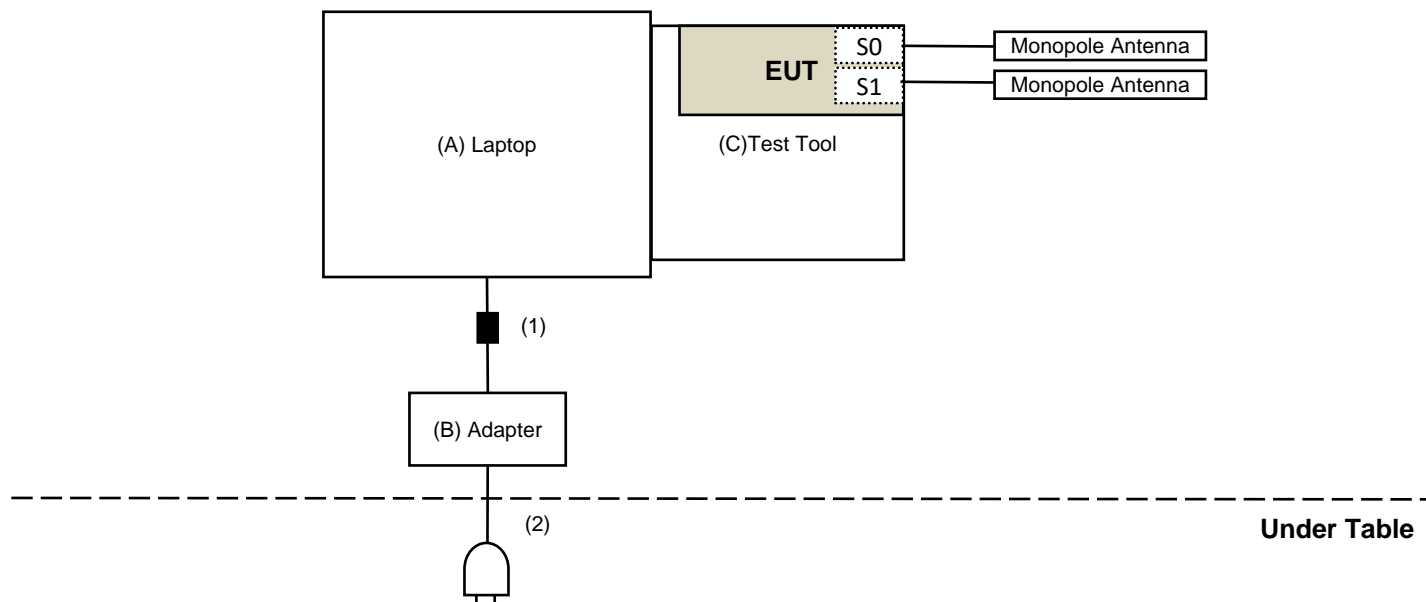 S0
Monopole Antenna
EUT
S1
Monopole Antenna
(A) Laptop
(C)Test Tool
(1)
(B) Adapter
(2)
Under Table